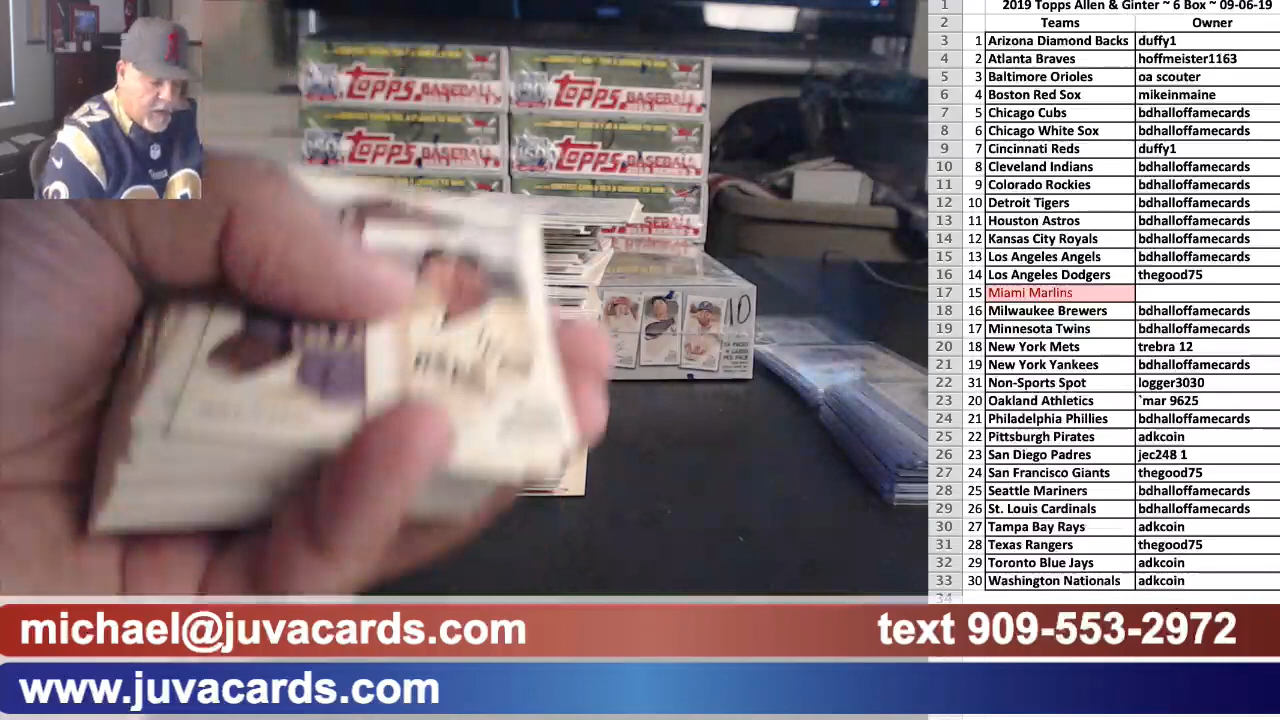 1 2019 Topps Allen & Ginter ~ 6 Box ~ 09-06-19
2 Teams Owner
3 1 Arizona Diamond Backs duffy1
4 2 Atlanta Braves hoffmeister1163
5 3 Baltimore Orioles oa scouter
6 4 Boston Red Sox mikeinmaine
7 5 Chicago Cubs bdhalloffamecards
8 6 Chicago White Sox bdhalloffamecards
9 7 Cincinnati Reds duffy1
10 8 Cleveland Indians bdhalloffamecards
11 9 Colorado Rockies bdhalloffamecards
12 10 Detroit Tigers bdhalloffamecards
13 11 Houston Astros bdhalloffamecards
14 12 Kansas City Royals bdhalloffamecards
15 13 Los Angeles Angels bdhalloffamecards
16 14 Los Angeles Dodgers thegood75
17 15 Miami Marlins
18 16 Milwaukee Brewers bdhalloffamecards
19 17 Minnesota Twins bdhalloffamecards
20 18 New York Mets trebra 12
21 19 New York Yankees bdhalloffamecards
22 31 Non-Sports Spot logger3030
23 20 Oakland Athletics `mar 9625
24 21 Philadelphia Phillies bdhalloffamecards
25 22 Pittsburgh Pirates adkcoin
26 23 San Diego Padres jec248 1
27 24 San Francisco Giants thegood75
28 25 Seattle Mariners bdhalloffamecards
29 26 St. Louis Cardinals bdhalloffamecards
30 27 Tampa Bay Rays adkcoin
31 28 Texas Rangers thegood75
32 29 Toronto Blue Jays adkcoin
33 30 Washington Nationals adkcoin
34
Topps BASEBALL Topps BASEBALL
Topps BASEBALL Topps BASEBALL
BASEBALL
10
michael@juvacards.com text 909-553-2972
www.juvacards.com